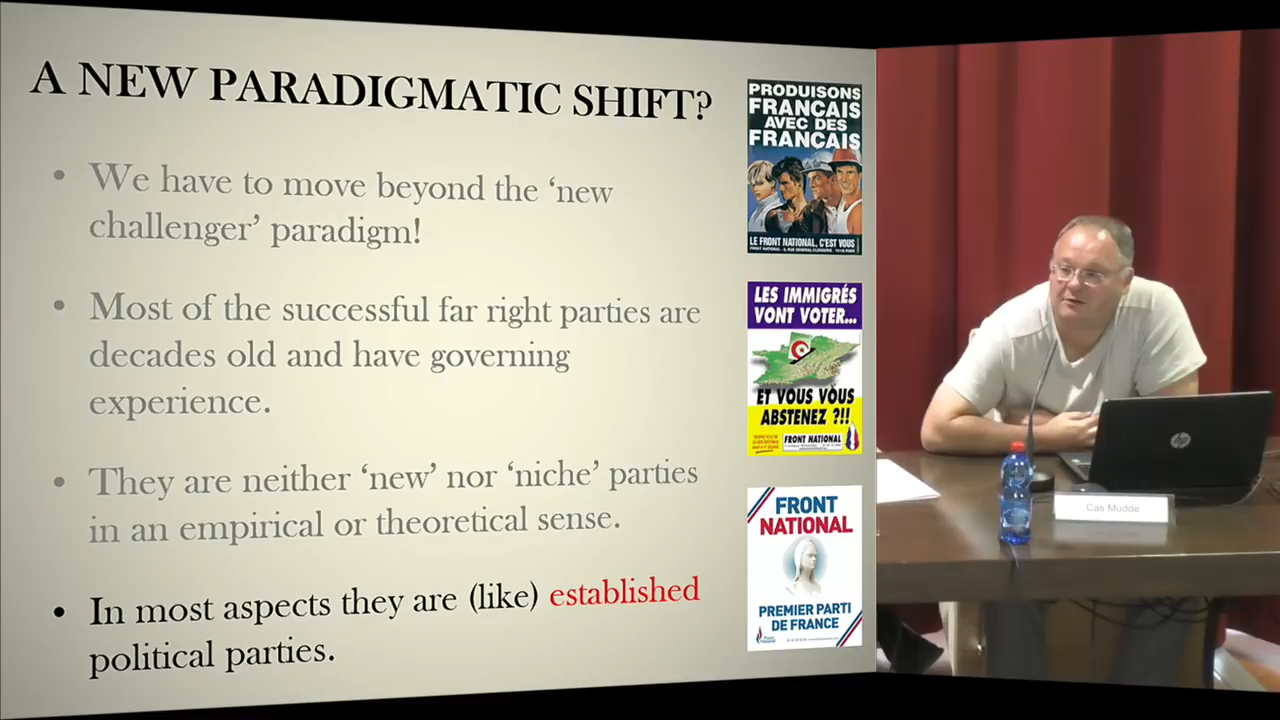 A NEW PARADIGMATIC SHIFT?
• We have to move beyond the ‘new
challenger’ paradigm!
• Most of the successful far right parties are
decades old and have governing
experience.
• They are neither ‘new’ nor ‘niche’ parties
in an empirical or theoretical sense.
• In most aspects they are (like) established
political parties.
PRODUISONS
FRANÇAIS
AVEC DES
FRANÇAIS
LE FRONT NATIONAL, C'EST VOUS
LES IMMIGRÉS
VONT VOTER...
ET VOUS VOUS
ABSTENEZ ?!!
FRONT NATIONAL
FRONT
NATIONAL
PREMIER PARTI
DE FRANCE
hp
Cas Mudde